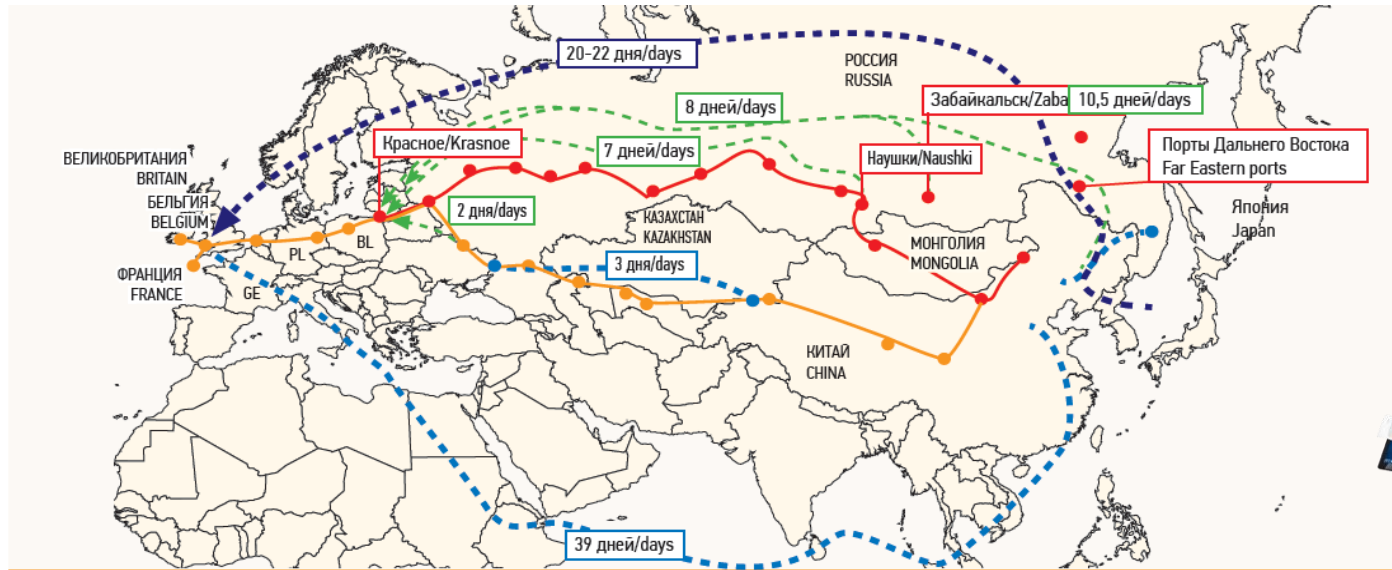 20–22 дня/days
РОССИЯ
RUSSIA
8 дней/days
Забайкальск/Zaba
10,5 дней/days
Красное/Krasnoe
7 дней/days
Наушки/Naushki
Порты Дальнего Востока
Far Eastern ports
ВЕЛИКОБРИТАНИЯ
BRITAIN
БЕЛЬГИЯ
BELGIUM
2 дня/days
КАЗАХСТАН
KAZAKHSTAN
Япония
Japan
BL
PL
МОНГОЛИЯ
MONGOLIA
3 дня/days
ФРАНЦИЯ
FRANCE
GE
КИТАЙ
CHINA
39 дней/days